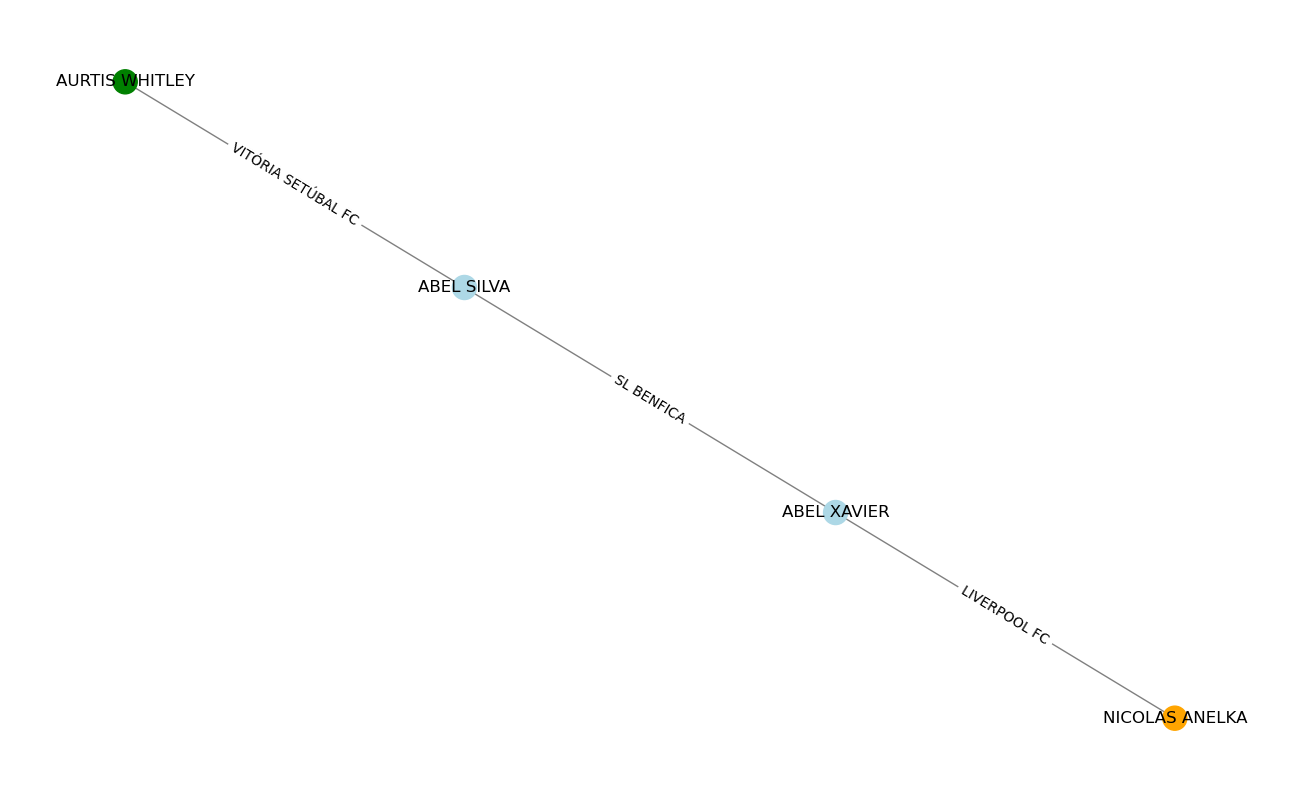 AURTIS WHITLEY
VITÓRIA SETÚBAL FC
ABEL SILVA
SL BENFICA
ABEL XAVIER
LIVERPOOL FC
NICOLAS ANELKA